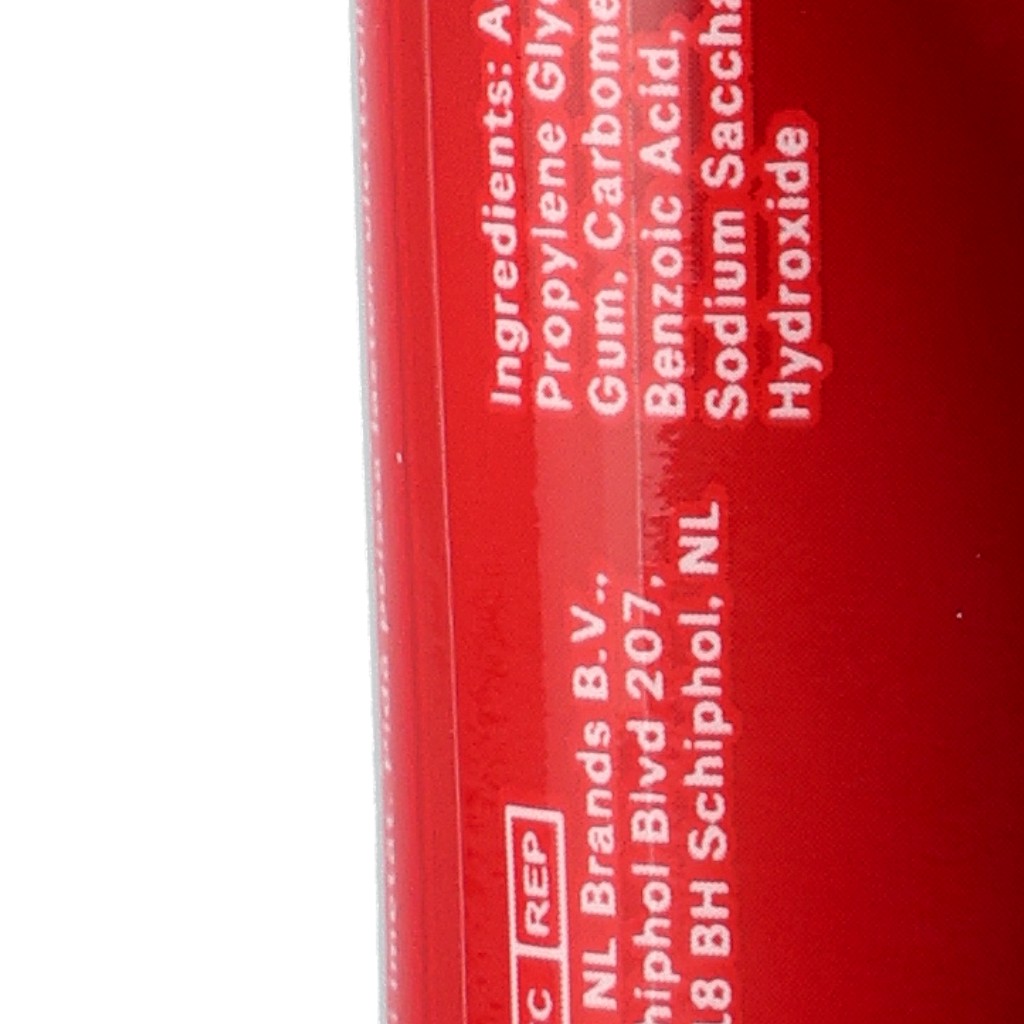 Ingredients: A
Propylene Gly
Gum, Carbome
Benzoic Acid,
Sodium Saccha
Hydroxide
C REP
NL Brands B.V.,
hiphol Blvd 207,
18 BH Schiphol, NL